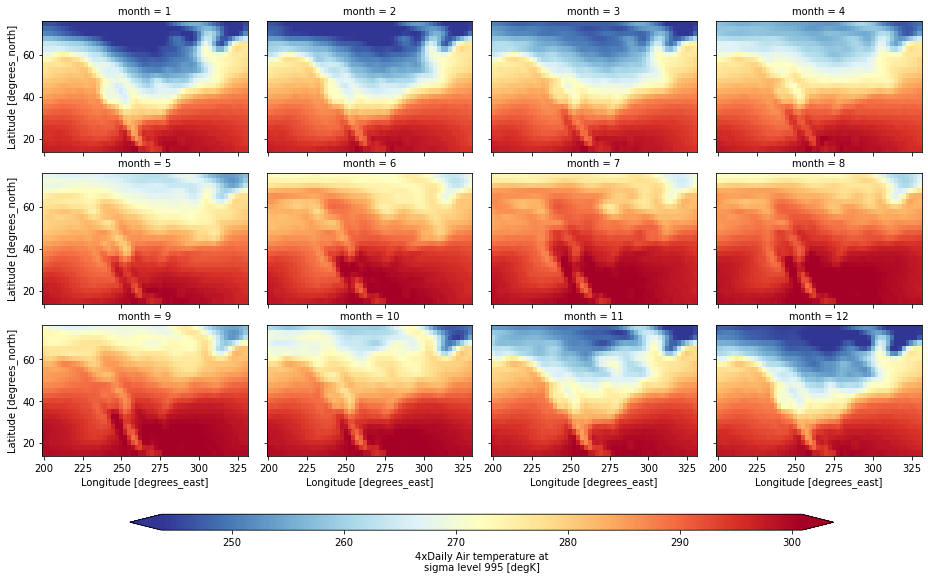 month = 1 month = 2 month = 3 month = 4
Latitude [degrees_north]
60
40
20
month = 5 month = 6 month = 7 month = 8
Latitude [degrees_north]
60
40
20
month = 9 month = 10 month = 11 month = 12
Latitude [degrees_north]
60
40
20
200 225 250 275 300 325 200 225 250 275 300 325 200 225 250 275 300 325 200 225 250 275 300 325
Longitude [degrees_east] Longitude [degrees_east] Longitude [degrees_east] Longitude [degrees_east]
250 260 270 280 290 300
4xDaily Air temperature at
sigma level 995 [degK]